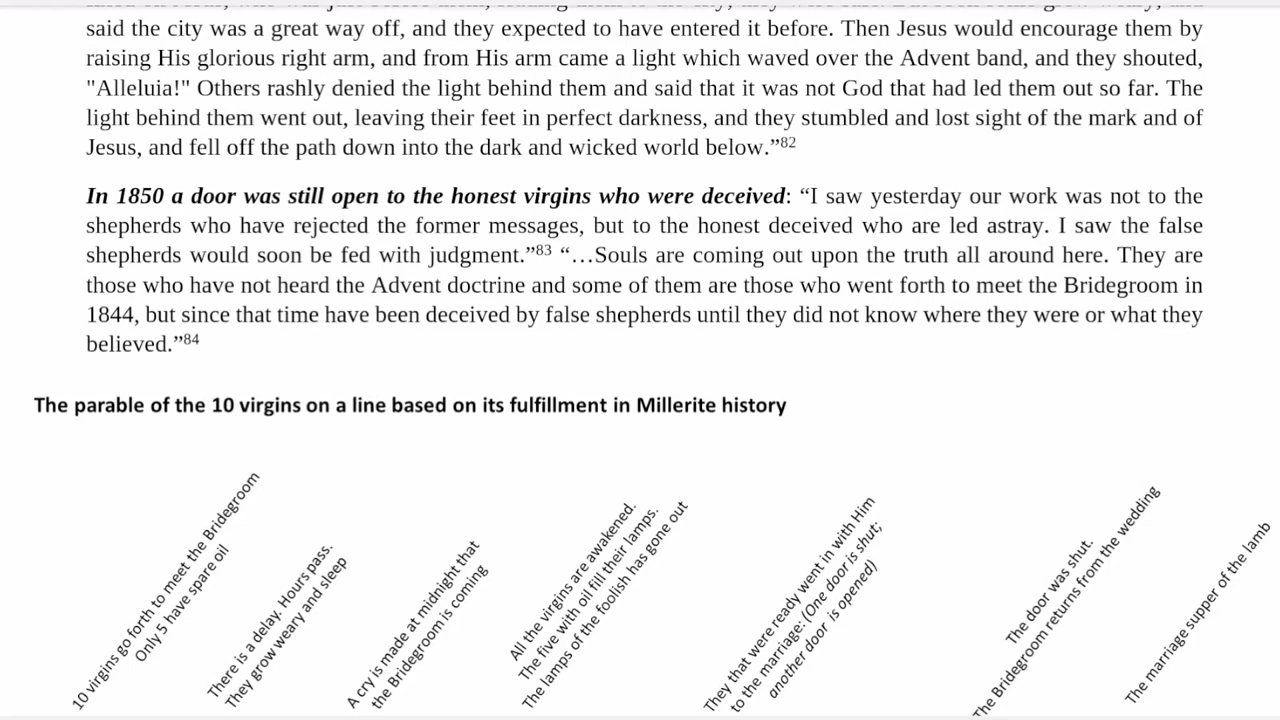 said the city was a great way off, and they expected to have entered it before. Then Jesus would encourage them by
raising His glorious right arm, and from His arm came a light which waved over the Advent band, and they shouted,
"Alleluia!" Others rashly denied the light behind them and said that it was not God that had led them out so far. The
light behind them went out, leaving their feet in perfect darkness, and they stumbled and lost sight of the mark and of
Jesus, and fell off the path down into the dark and wicked world below.”82
In 1850 a door was still open to the honest virgins who were deceived: “I saw yesterday our work was not to the
shepherds who have rejected the former messages, but to the honest deceived who are led astray. I saw the false
shepherds would soon be fed with judgment.”83 “…Souls are coming out upon the truth all around here. They are
those who have not heard the Advent doctrine and some of them are those who went forth to meet the Bridegroom in
1844, but since that time have been deceived by false shepherds until they did not know where they were or what they
believed.”84
The parable of the 10 virgins on a line based on its fulfillment in Millerite history
10 virgins go forth to meet the Bridegroom
Only 5 have spare oil
There is a delay. Hours pass.
They grow weary and sleep
A cry is made at midnight that
the Bridegroom is coming
All the virgins are awakened.
The five with oil fill their lamps.
The lamps of the foolish has gone out
They that were ready went in with Him
to the marriage: (One door is shut;
another door is opened)
The door was shut.
The Bridegroom returns from the wedding
The marriage supper of the lamb